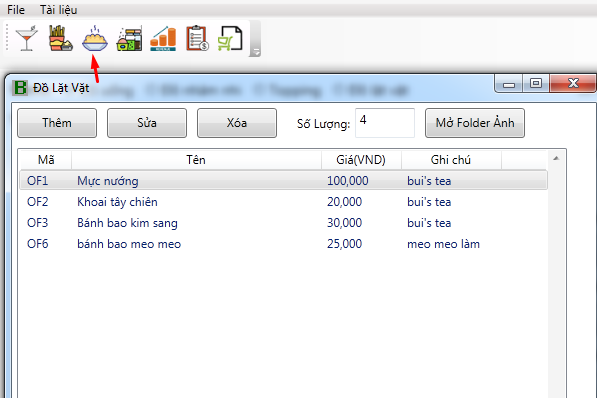 File Tài liệu
Đồ Lặt Vặt
Thêm Sửa Xóa Số Lượng: 4 Mở Folder Ảnh
Mã Tên Giá(VND) Ghi chú
OF1 Mực nướng 100,000 bui's tea
OF2 Khoai tây chiên 20,000 bui's tea
OF3 Bánh bao kim sang 30,000 bui's tea
OF6 bánh bao meo meo 25,000 meo meo làm